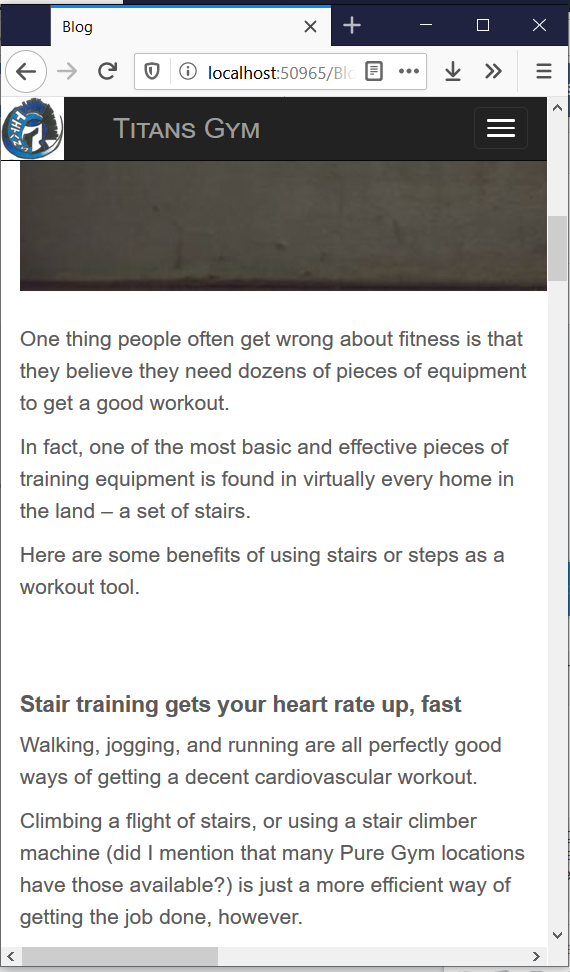 Blog
localhost:50965/Blo
TITANS GYM
One thing people often get wrong about fitness is that
they believe they need dozens of pieces of equipment
to get a good workout.
In fact, one of the most basic and effective pieces of
training equipment is found in virtually every home in
the land – a set of stairs.
Here are some benefits of using stairs or steps as a
workout tool.
Stair training gets your heart rate up, fast
Walking, jogging, and running are all perfectly good
ways of getting a decent cardiovascular workout.
Climbing a flight of stairs, or using a stair climber
machine (did I mention that many Pure Gym locations
have those available?) is just a more efficient way of
getting the job done, however.